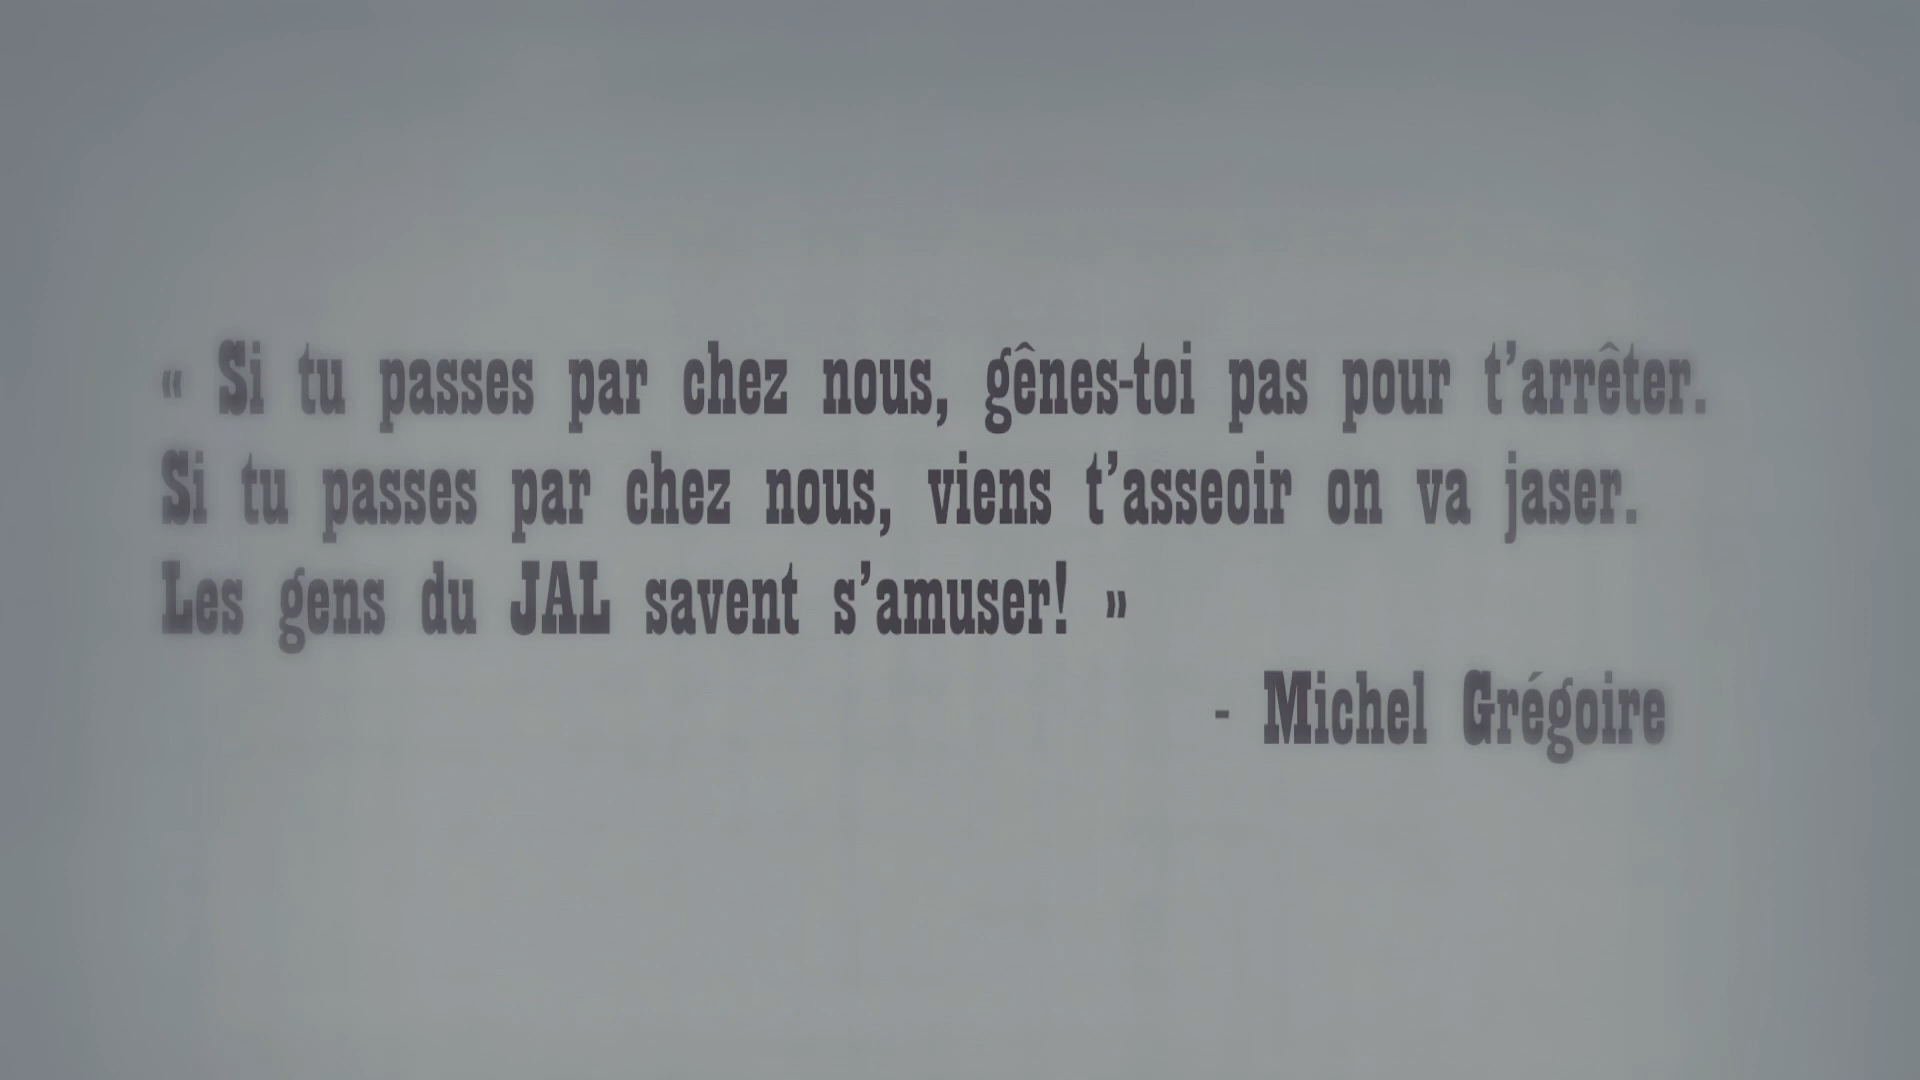 « Si tu passes par chez nous, gênes-toi pas pour t’arrêter.
Si tu passes par chez nous, viens t’asseoir on va jaser.
Les gens du JAL savent s’amuser! »
- Michel Grégoire